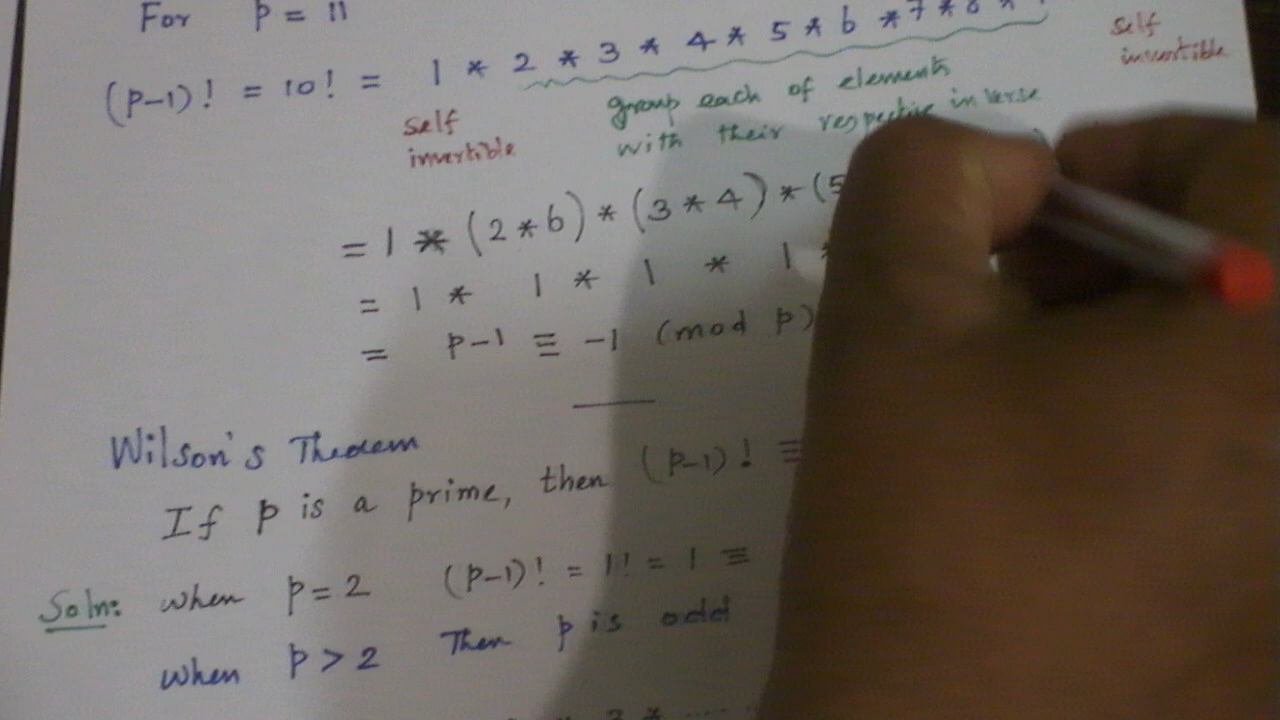 For p = 11
(p-1)! = 10! = 1 * 2 * 3 * 4 * 5 * 6 * 7 * 8 *
self invertible
group each of elements
with their respective inverse
self invertible
= 1 * (2 * 6) * (3 * 4) * (5
= 1 * 1 * 1 * 1 *
= p-1 ≡ -1 (mod p)
Wilson's Theorem
If p is a prime, then (p-1)! ≡
Soln: when p = 2 (p-1)! = 1! = 1 ≡
when p > 2 Then p is odd
* 3 * .....